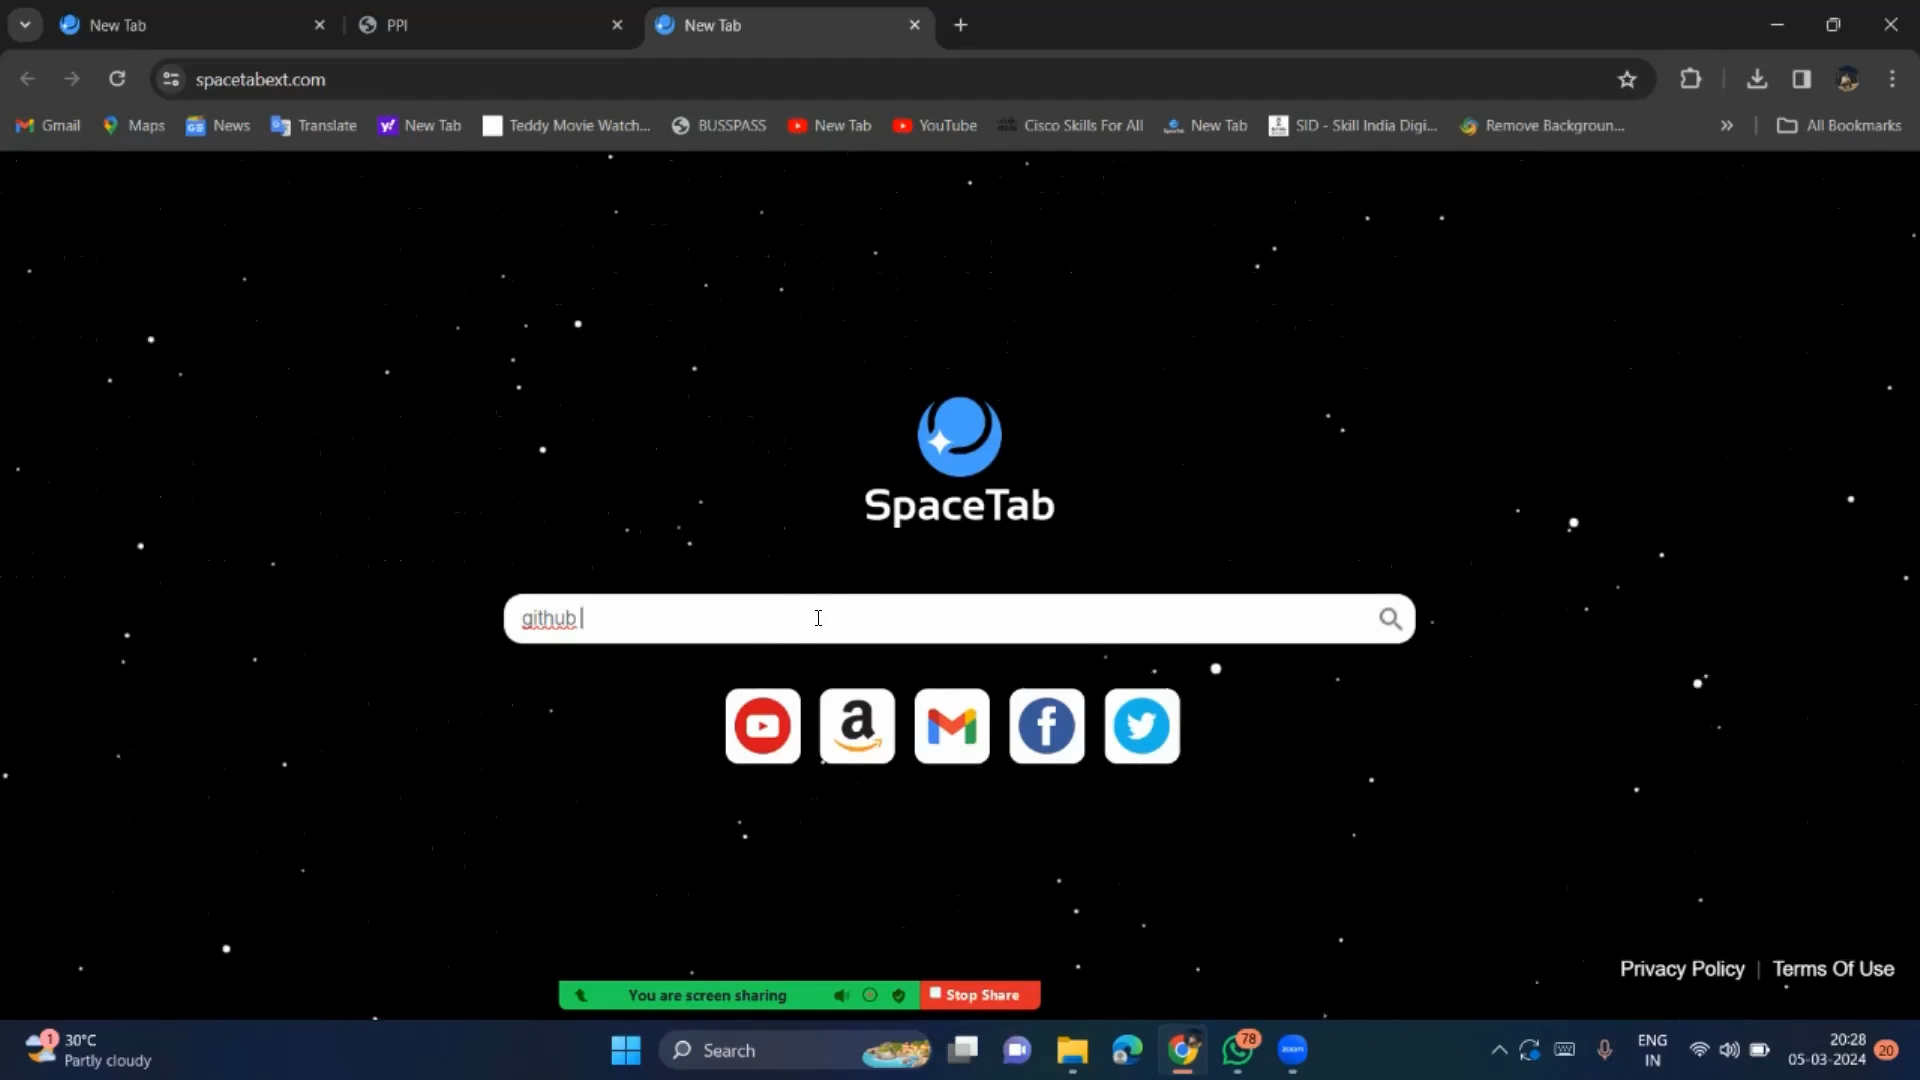 New Tab
PPI
New Tab
spacetabext.com
Gmail
Maps
News
Translate
New Tab
Teddy Movie Watch...
BUSSPASS
New Tab
YouTube
Cisco Skills For All
New Tab
SID - Skill India Digi...
Remove Backgroun...
All Bookmarks
SpaceTab
github
Privacy Policy | Terms Of Use
You are screen sharing
Stop Share
1
30°C
Partly cloudy
Search
78
zoom
ENG
IN
20:28
05-03-2024
20